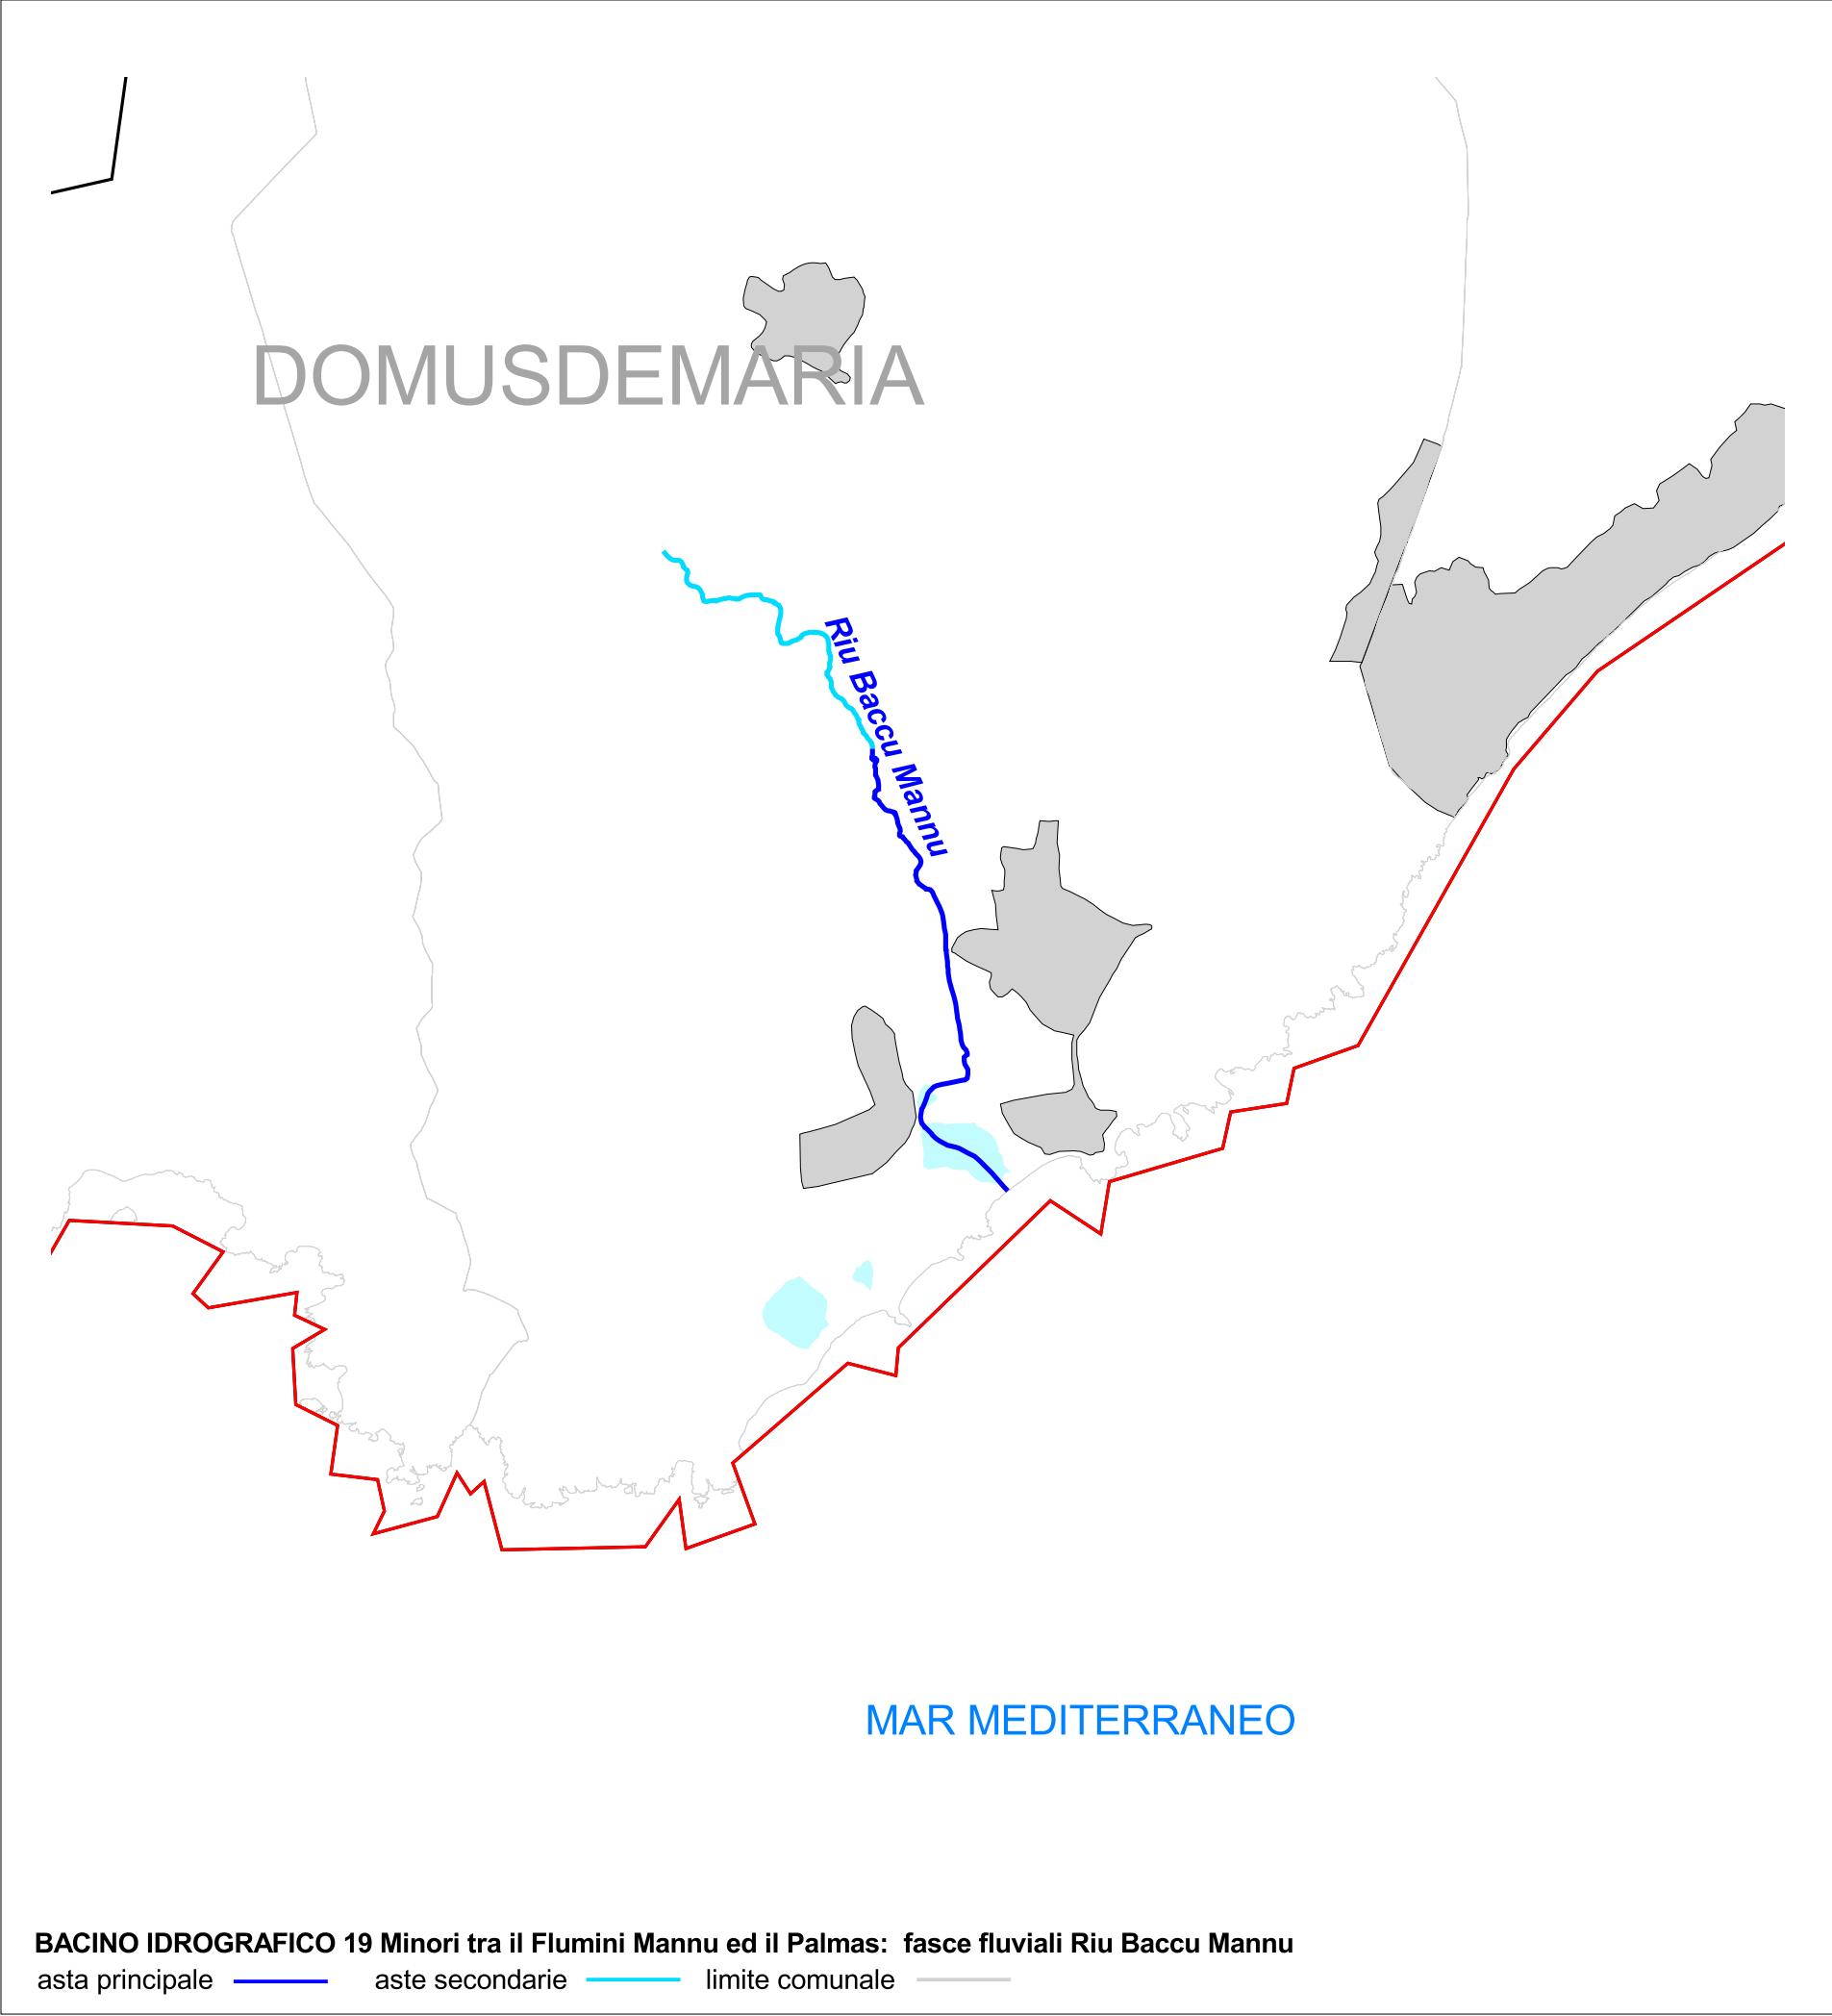 DOMUSDEMARIA
Riu Baccu Mannu
MAR MEDITERRANEO
BACINO IDROGRAFICO 19 Minori tra il Flumini Mannu ed il Palmas:  fasce fluviali Riu Baccu Mannu
asta principale aste secondarie limite comunale